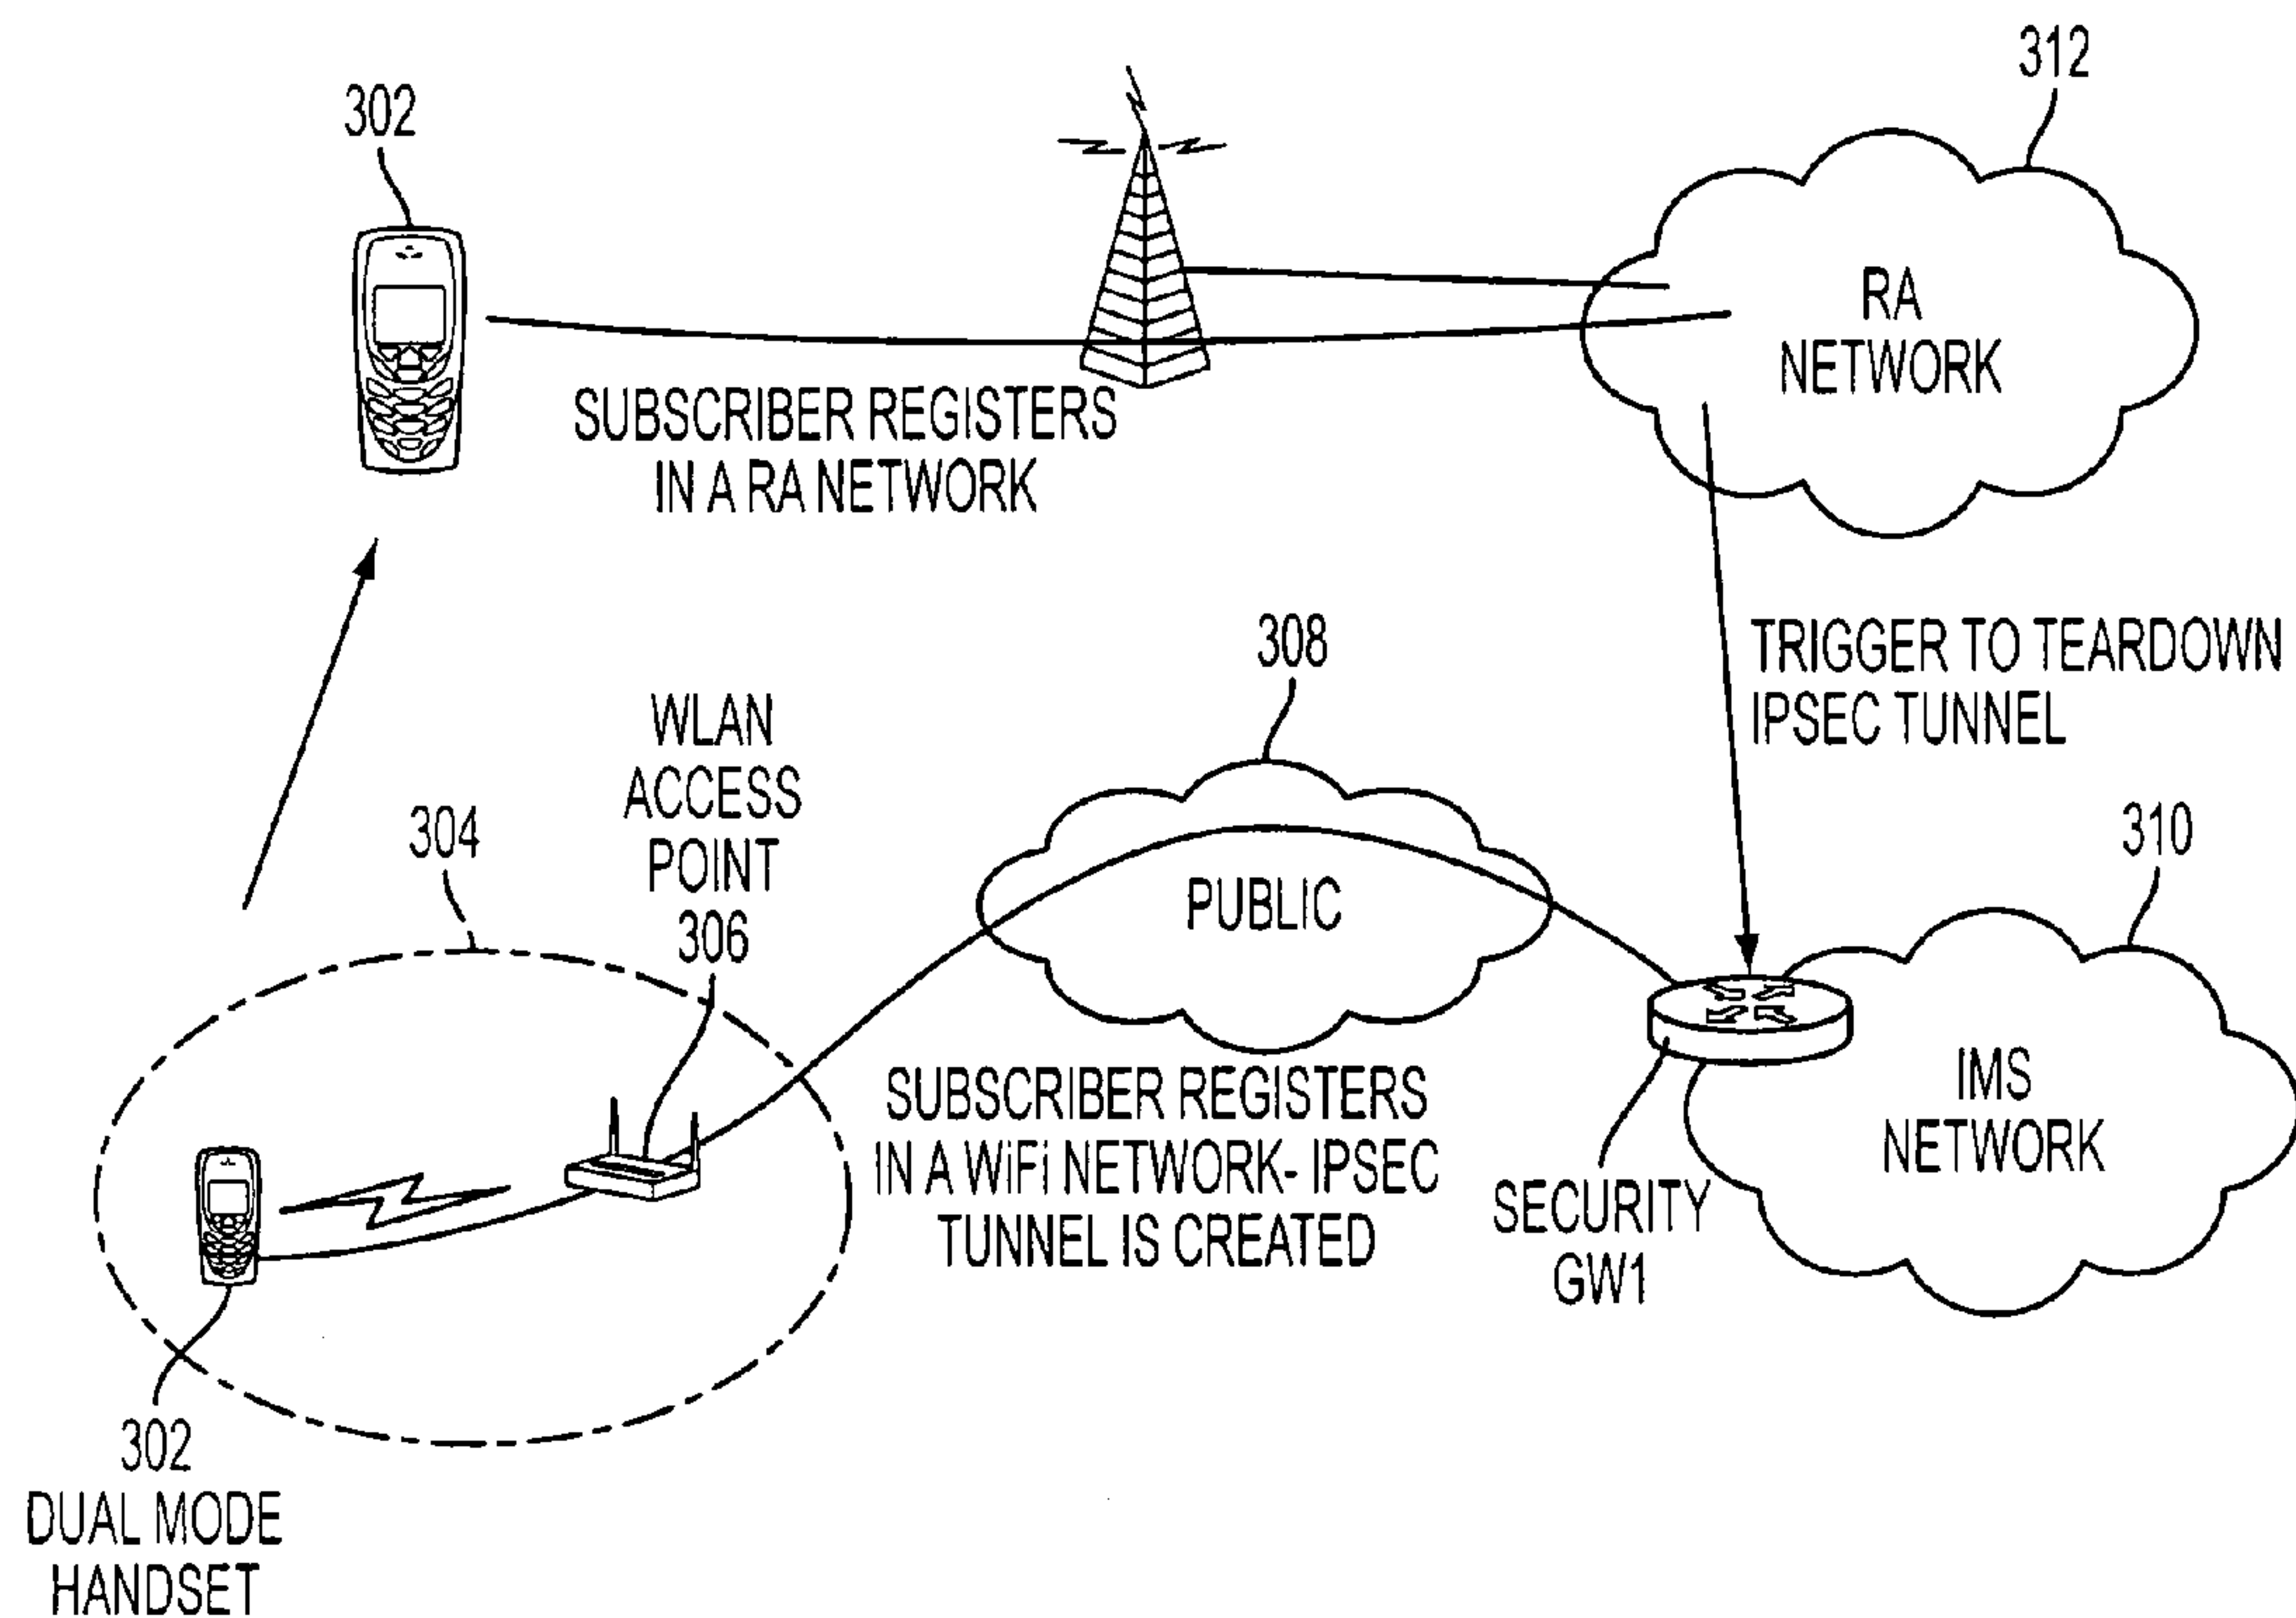 312
302
RA
NETWORK
SUBSCRIBER REGISTERS
IN A RA NETWORK
308
TRIGGER TO TEARDOWN
IPSEC TUNNEL
WLAN
ACCESS
POINT
306
304
310
PUBLIC
SUBSCRIBER REGISTERS
IN A WiFi NETWORK- IPSEC
TUNNEL IS CREATED
IMS
NETWORK
SECURITY
GW1
302
DUAL MODE
HANDSET